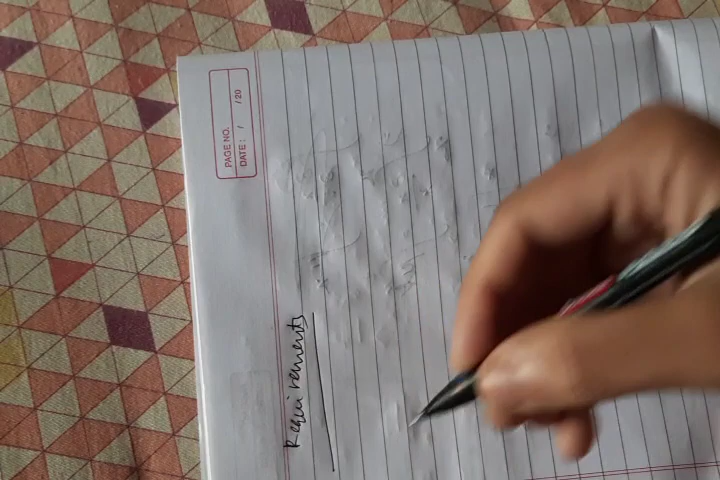 PAGE NO.
DATE : / / 20
Requirements